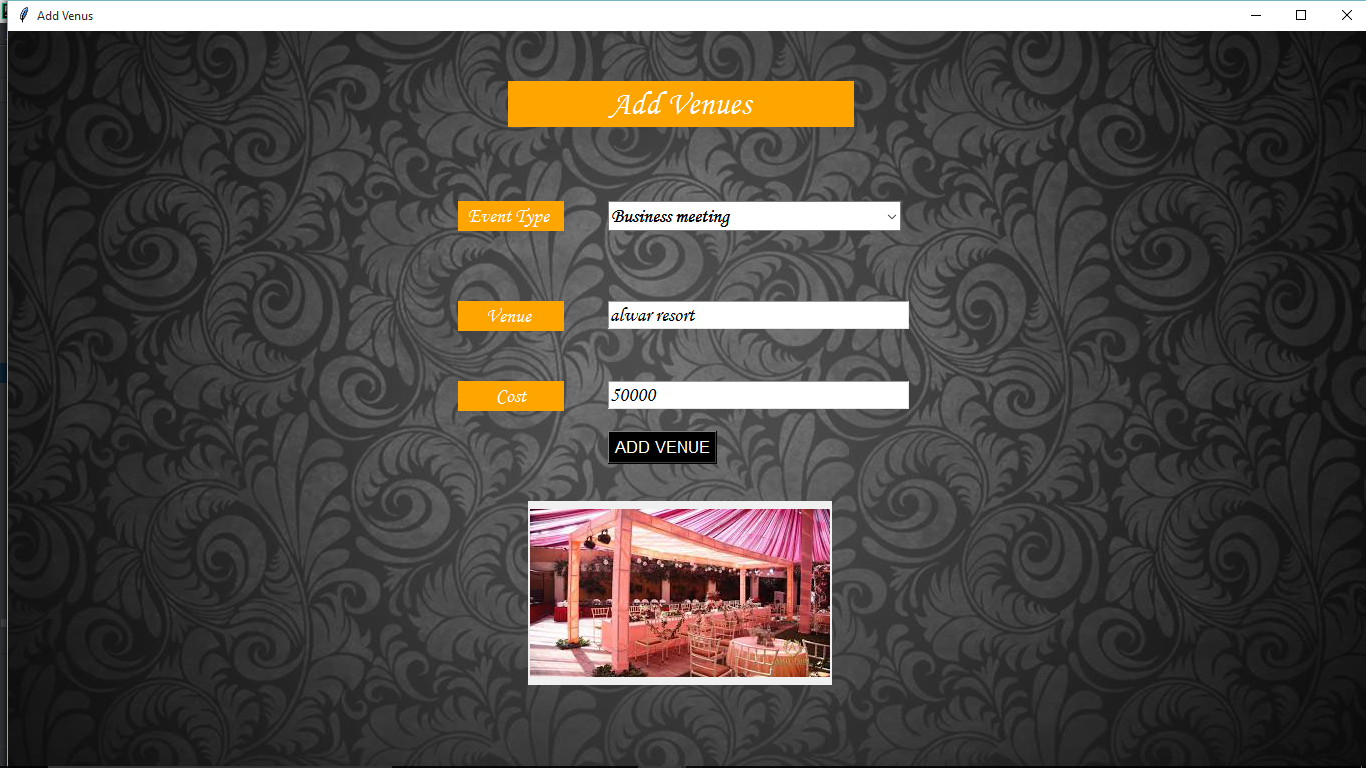 Add Venus
Add Venues
Event Type
Business meeting
Venue
alwar resort
Cost
50000
ADD VENUE